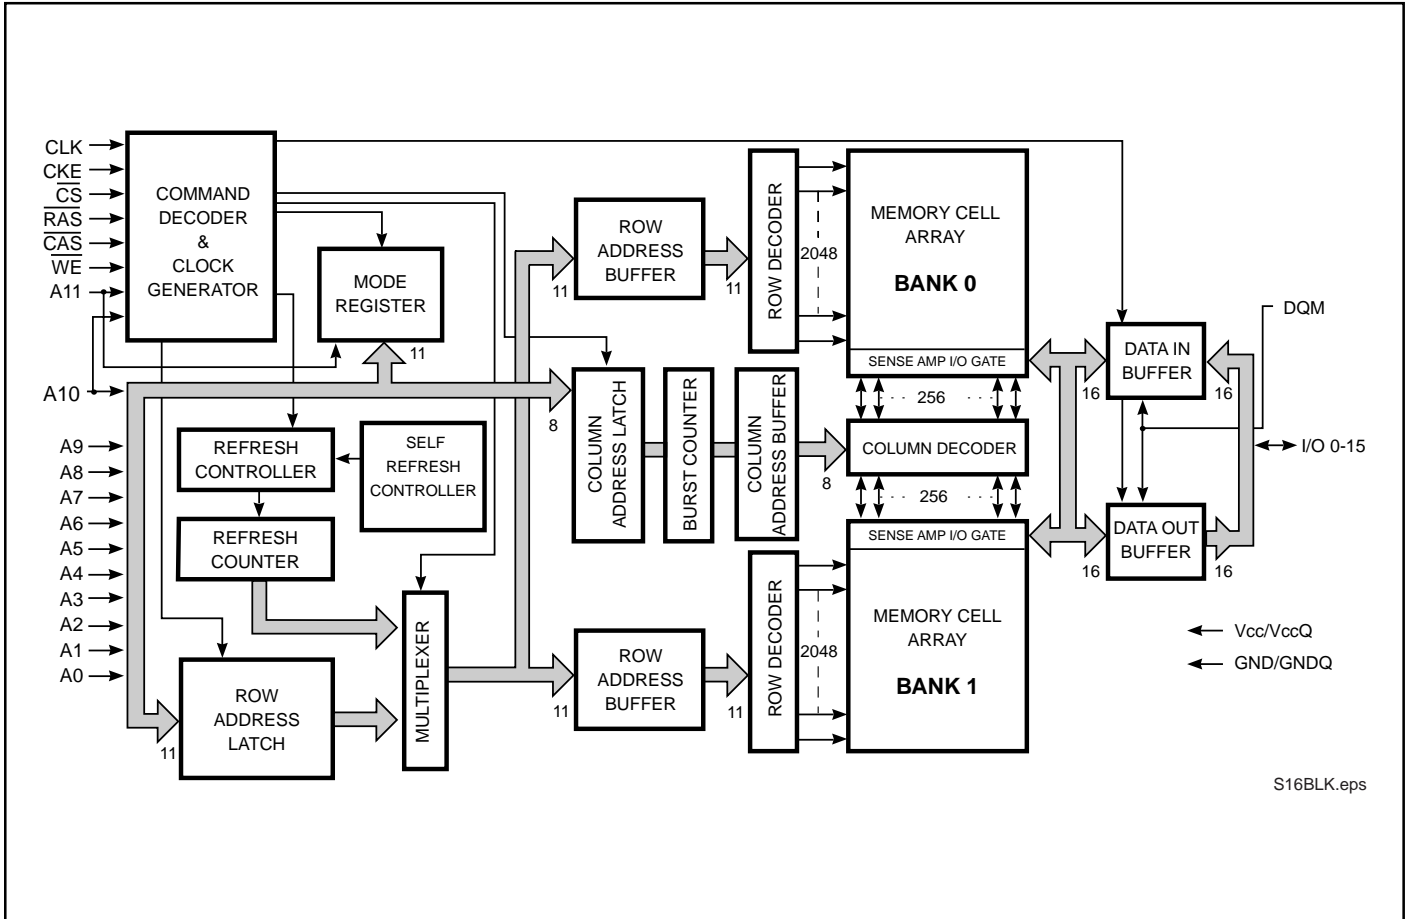 CLK
CKE
CS
RAS
CAS
WE
A11
A10
A9
A8
A7
A6
A5
A4
A3
A2
A1
A0
COMMAND
DECODER
&
CLOCK
GENERATOR
MODE
REGISTER
11
REFRESH
CONTROLLER
SELF
REFRESH
CONTROLLER
REFRESH
COUNTER
ROW
ADDRESS
LATCH
11
MULTIPLEXER
ROW
ADDRESS
BUFFER
11
11
ROW DECODER
2048
MEMORY CELL
ARRAY
BANK 0
SENSE AMP I/O GATE
256
8
COLUMN
ADDRESS LATCH
BURST COUNTER
COLUMN
ADDRESS BUFFER
8
COLUMN DECODER
256
SENSE AMP I/O GATE
MEMORY CELL
ARRAY
BANK 1
ROW
ADDRESS
BUFFER
11
11
ROW DECODER
2048
DQM
DATA IN
BUFFER
16
16
I/O 0-15
DATA OUT
BUFFER
16
16
Vcc/VccQ
GND/GNDQ
S16BLK.eps